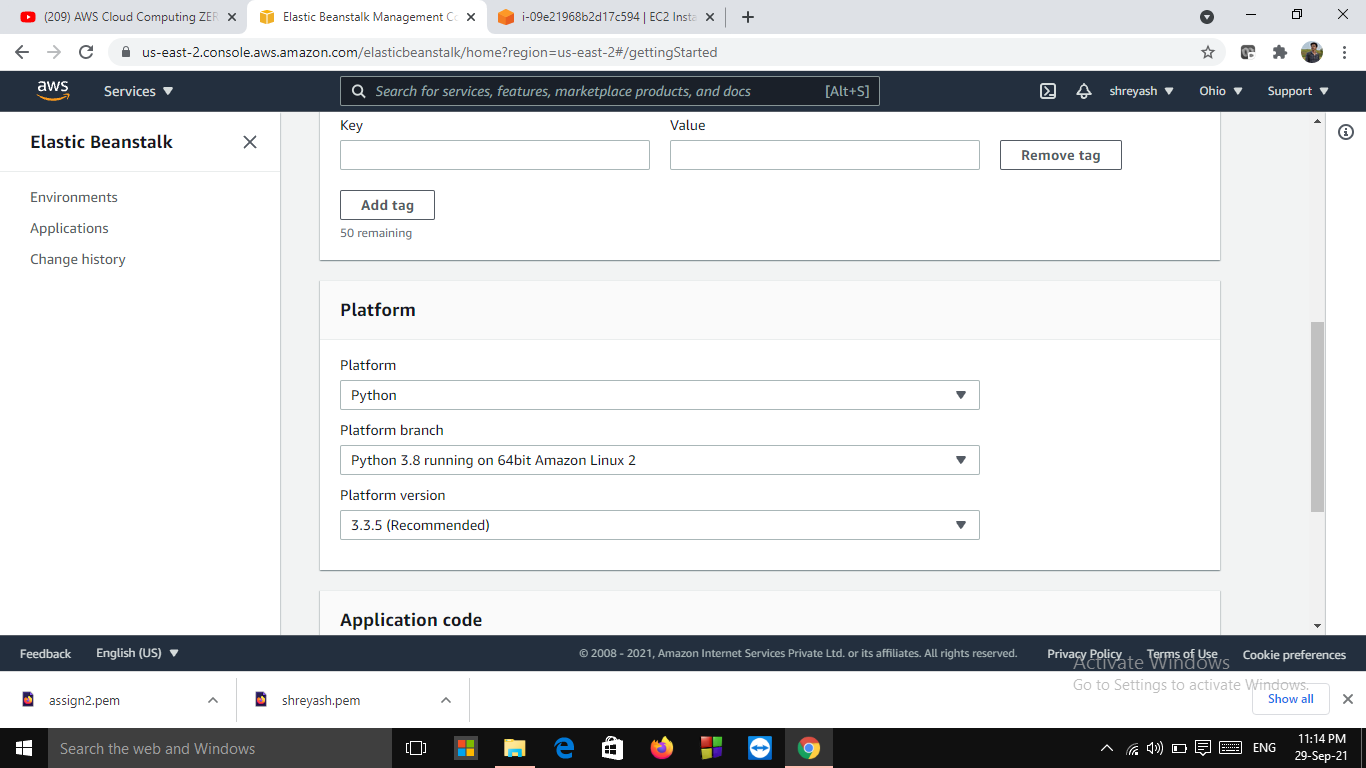 (209) AWS Cloud Computing ZER
Elastic Beanstalk Management Co
i-09e21968b2d17c594 | EC2 Insta
us-east-2.console.aws.amazon.com/elasticbeanstalk/home?region=us-east-2#/gettingStarted
aws
Services
Search for services, features, marketplace products, and docs
[Alt+S]
shreyash
Ohio
Support
Elastic Beanstalk
Environments
Applications
Change history
Key
Value
Remove tag
Add tag
50 remaining
Platform
Platform
Python
Platform branch
Python 3.8 running on 64bit Amazon Linux 2
Platform version
3.3.5 (Recommended)
Application code
Feedback
English (US)
© 2008 - 2021, Amazon Internet Services Private Ltd. or its affiliates. All rights reserved.
Privacy Policy
Terms of Use
Cookie preferences
Activate Windows
Go to Settings to activate Windows.
assign2.pem
shreyash.pem
Show all
Search the web and Windows
ENG
11:14 PM
29-Sep-21